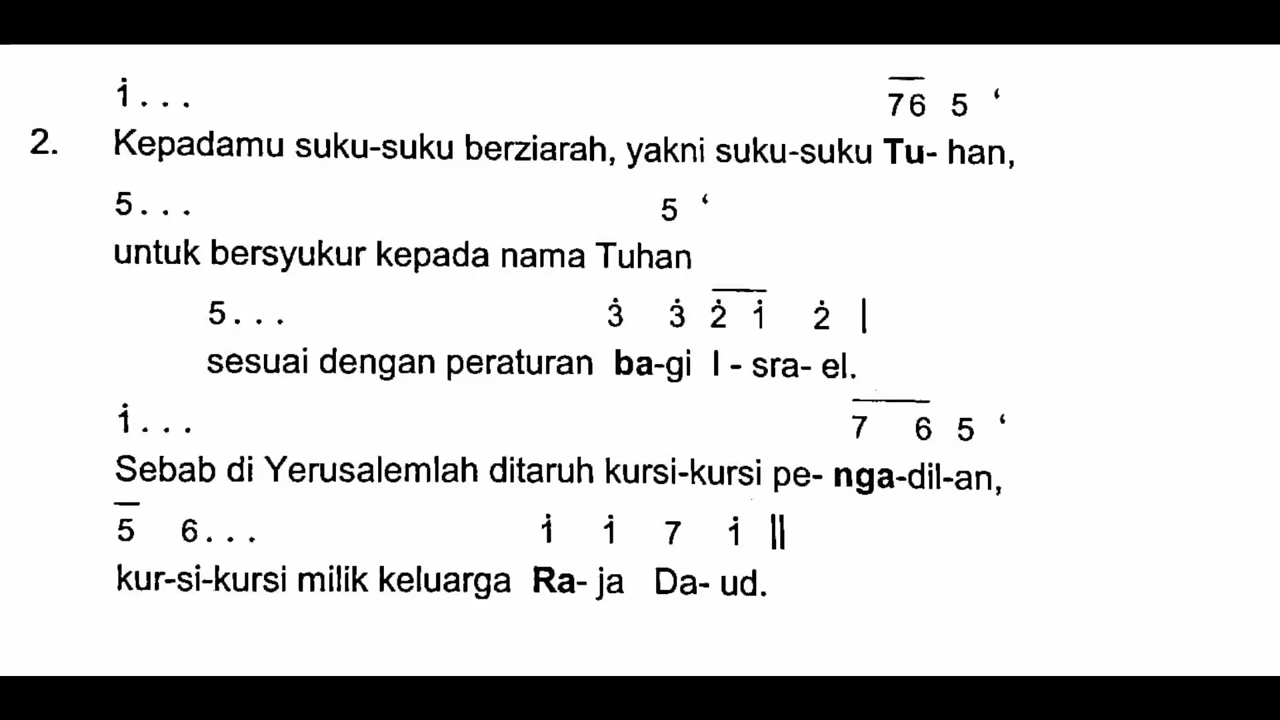 i̇ . . . 76 5 ‘
2. Kepadamu suku-suku berziarah, yakni suku-suku Tu- han,
5 . . . 5 ‘
untuk bersyukur kepada nama Tuhan
5 . . . 3̇ 3̇ 2̇ 1̇ 2̇ |
sesuai dengan peraturan ba-gi I - sra- el.
1̇ . . . 7 6 5 ‘
Sebab di Yerusalemlah ditaruh kursi-kursi pe- nga-dil-an,
5 6 . . . 1̇ 1̇ 7 1̇ ||
kur-si-kursi milik keluarga Ra- ja Da- ud.